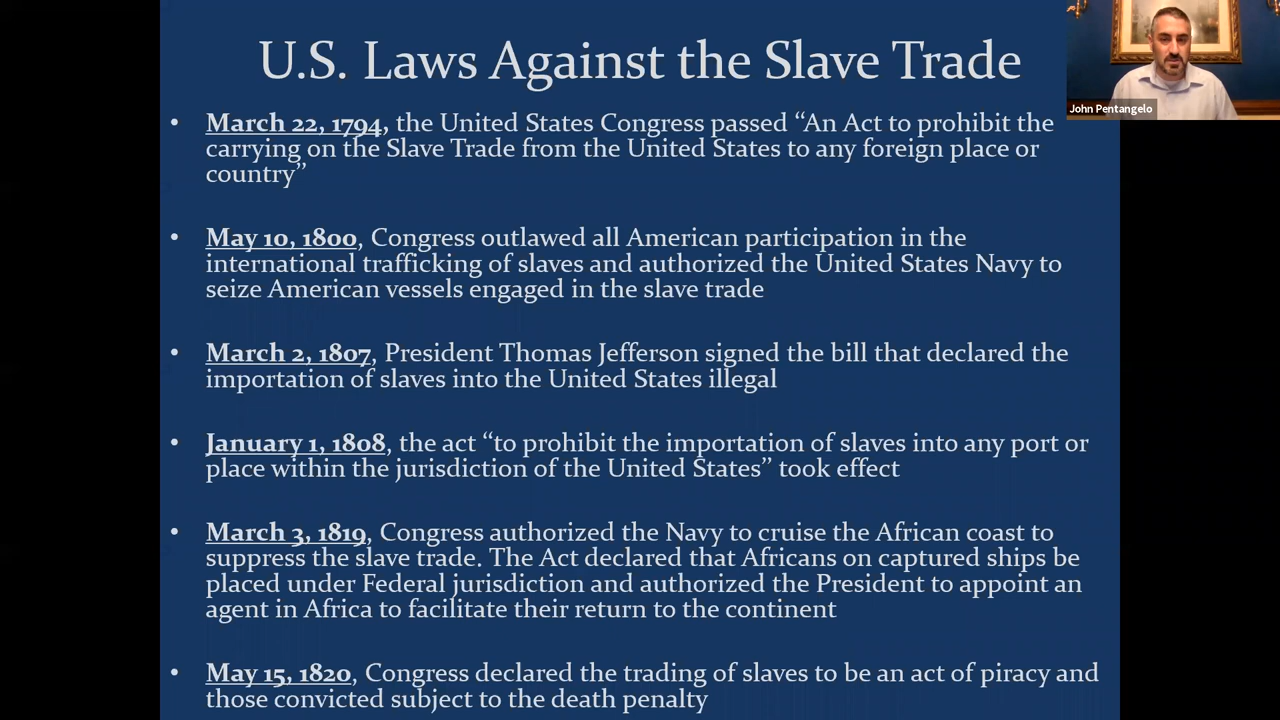 U.S. Laws Against the Slave Trade
John Pentangelo
• March 22, 1794, the United States Congress passed “An Act to prohibit the
carrying on the Slave Trade from the United States to any foreign place or
country”
• May 10, 1800, Congress outlawed all American participation in the
international trafficking of slaves and authorized the United States Navy to
seize American vessels engaged in the slave trade
• March 2, 1807, President Thomas Jefferson signed the bill that declared the
importation of slaves into the United States illegal
• January 1, 1808, the act “to prohibit the importation of slaves into any port or
place within the jurisdiction of the United States” took effect
• March 3, 1819, Congress authorized the Navy to cruise the African coast to
suppress the slave trade. The Act declared that Africans on captured ships be
placed under Federal jurisdiction and authorized the President to appoint an
agent in Africa to facilitate their return to the continent
• May 15, 1820, Congress declared the trading of slaves to be an act of piracy and
those convicted subject to the death penalty